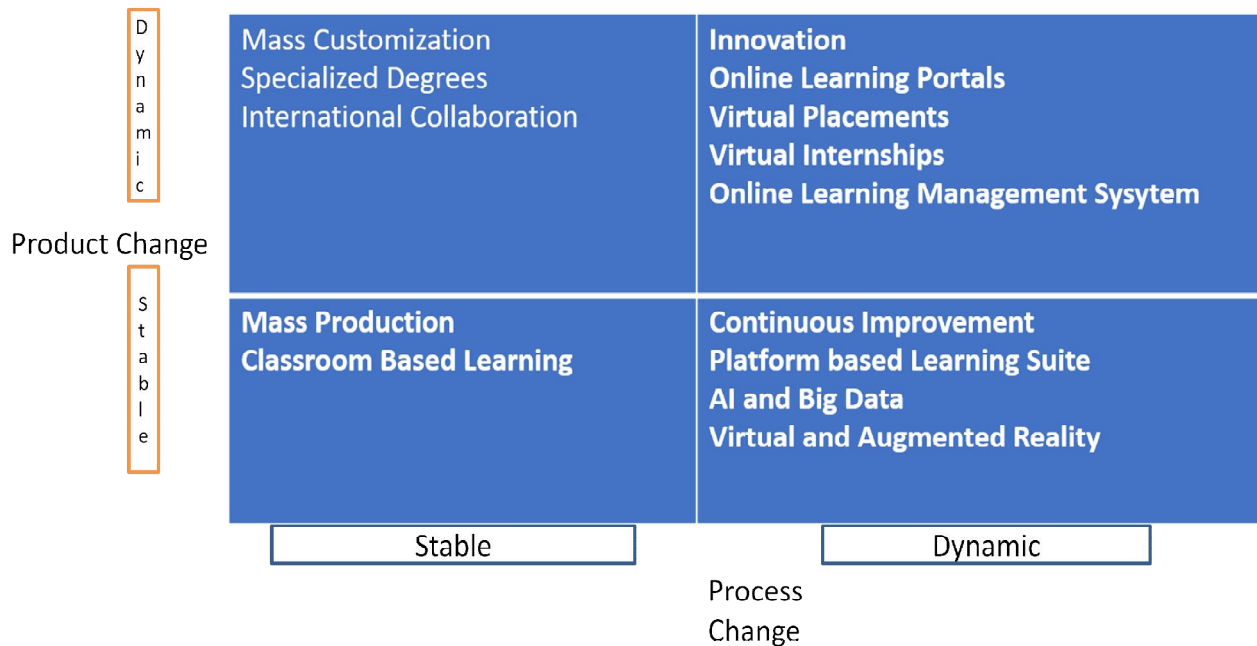 Dynamic
Mass Customization
Specialized Degrees
International Collaboration
Innovation
Online Learning Portals
Virtual Placements
Virtual Internships
Online Learning Management Sysytem
Product Change
Stable
Mass Production
Classroom Based Learning
Continuous Improvement
Platform based Learning Suite
AI and Big Data
Virtual and Augmented Reality
Stable
Dynamic
Process
Change